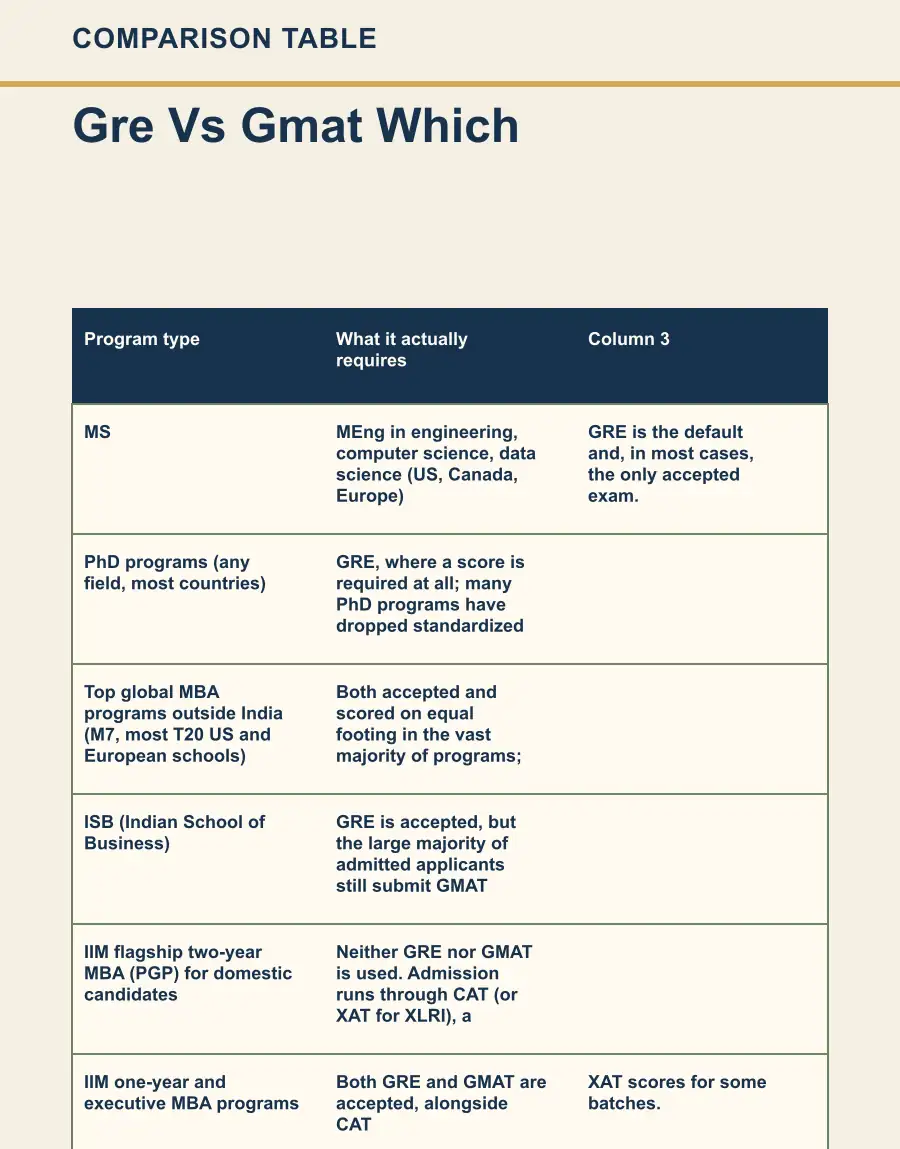 COMPARISON TABLE
Gre Vs Gmat Which
Program type
What it actually
requires
Column 3
MS
MEng in engineering,
computer science, data
science (US, Canada,
Europe)
GRE is the default
and, in most cases,
the only accepted
exam.
PhD programs (any
field, most countries)
GRE, where a score is
required at all; many
PhD programs have
dropped standardized
Top global MBA
programs outside India
(M7, most T20 US and
European schools)
Both accepted and
scored on equal
footing in the vast
majority of programs;
ISB (Indian School of
Business)
GRE is accepted, but
the large majority of
admitted applicants
still submit GMAT
IIM flagship two-year
MBA (PGP) for domestic
candidates
Neither GRE nor GMAT
is used. Admission
runs through CAT (or
XAT for XLRI), a
IIM one-year and
executive MBA programs
Both GRE and GMAT are
accepted, alongside
CAT
XAT scores for some
batches.